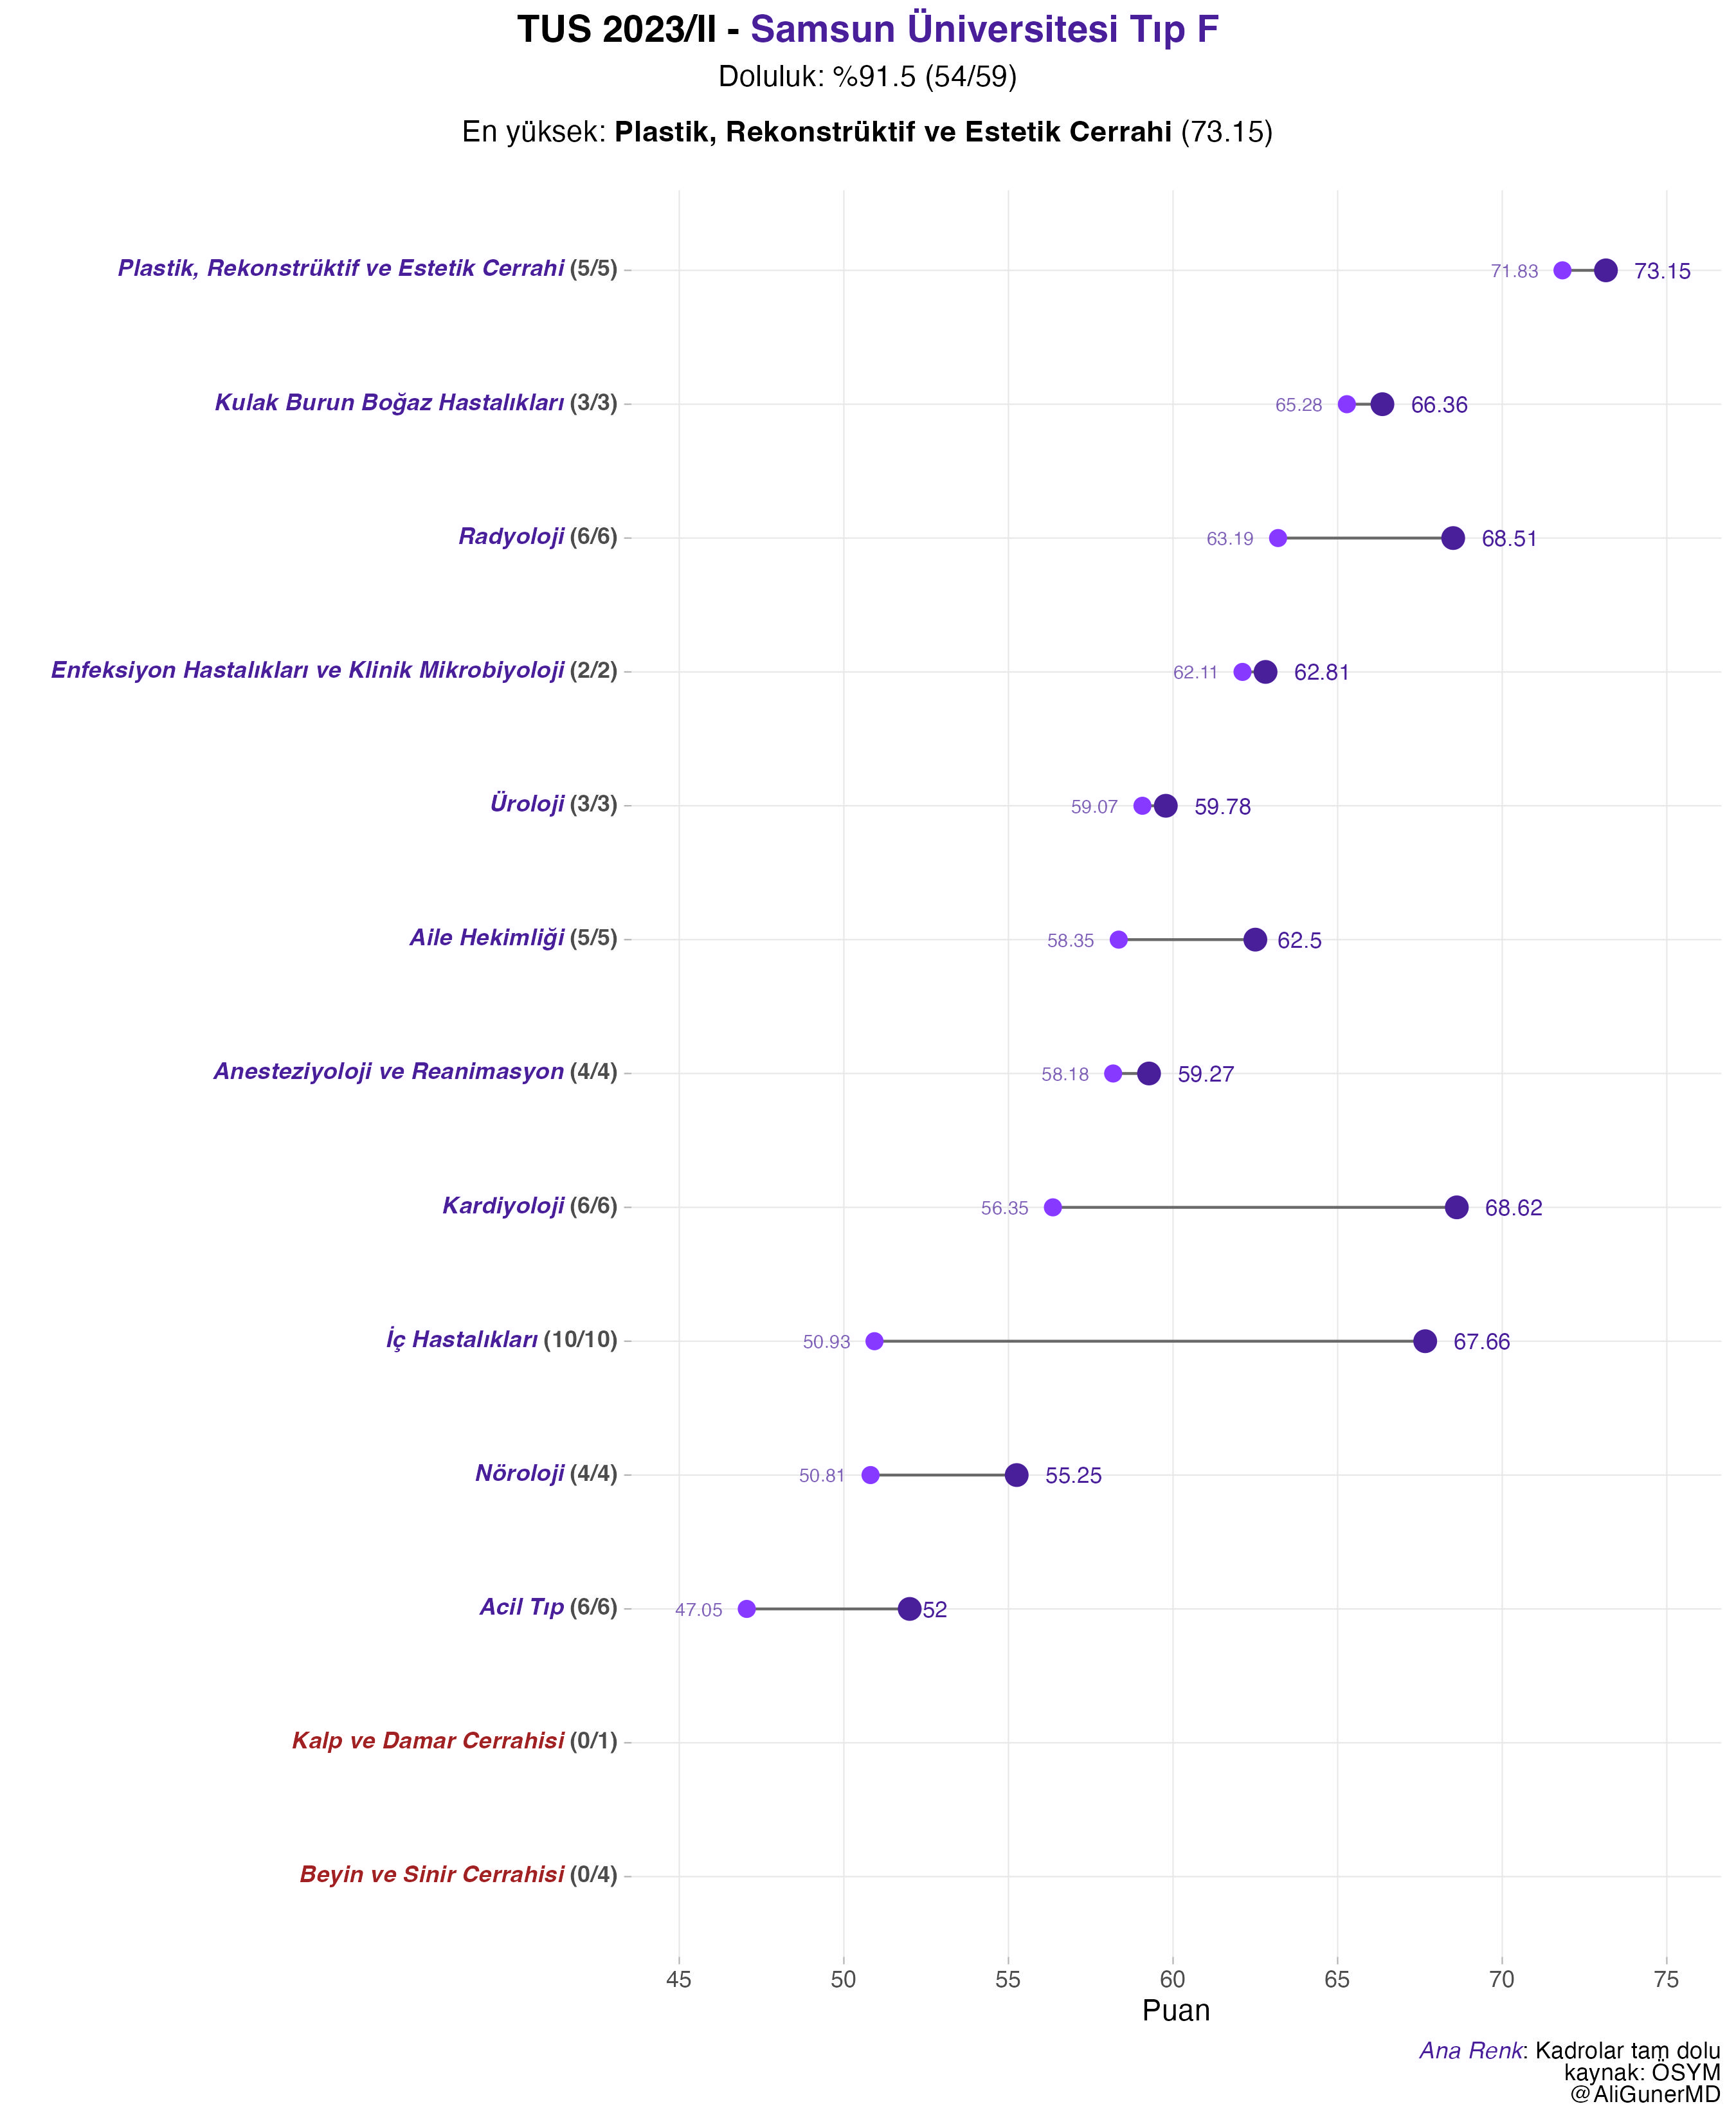 TUS 2023/II - Samsun Üniversitesi Tıp F
Doluluk: %91.5 (54/59)
En yüksek: Plastik, Rekonstrüktif ve Estetik Cerrahi (73.15)
Plastik, Rekonstrüktif ve Estetik Cerrahi (5/5) 71.83 73.15
Kulak Burun Boğaz Hastalıkları (3/3) 65.28 66.36
Radyoloji (6/6) 63.19 68.51
Enfeksiyon Hastalıkları ve Klinik Mikrobiyoloji (2/2) 62.11 62.81
Üroloji (3/3) 59.07 59.78
Aile Hekimliği (5/5) 58.35 62.5
Anesteziyoloji ve Reanimasyon (4/4) 58.18 59.27
Kardiyoloji (6/6) 56.35 68.62
İç Hastalıkları (10/10) 50.93 67.66
Nöroloji (4/4) 50.81 55.25
Acil Tıp (6/6) 47.05 52
Kalp ve Damar Cerrahisi (0/1)
Beyin ve Sinir Cerrahisi (0/4)
45 50 55 60 65 70 75
Puan
Ana Renk: Kadrolar tam dolu
kaynak: ÖSYM
@AliGunerMD